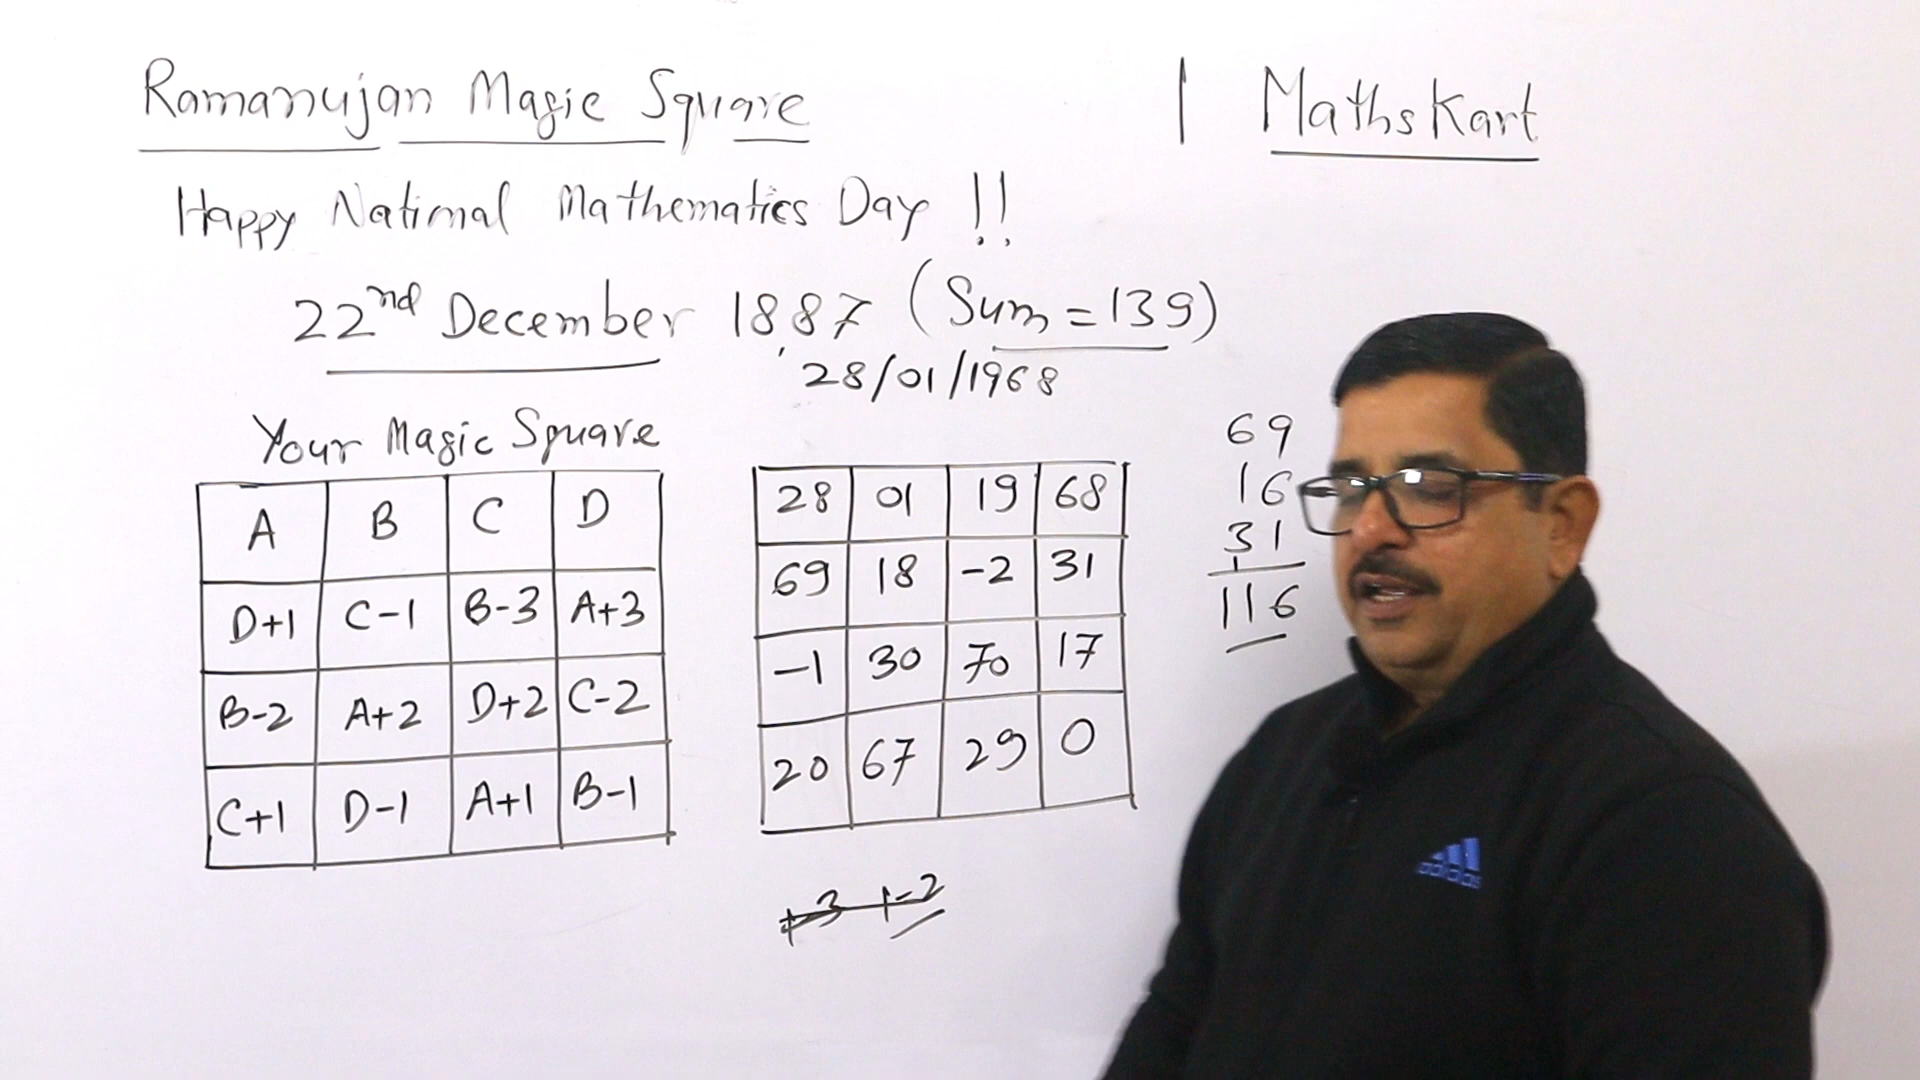 Ramanujan Magic Square | MathsKart
Happy National Mathematics Day !!
22nd December 1887 (Sum = 139)
28/01/1968
Your Magic Square
A B C D
D+1 C-1 B-3 A+3
B-2 A+2 D+2 C-2
C+1 D-1 A+1 B-1
28 01 19 68
69 18 -2 31
-1 30 70 17
20 67 29 0
69
16
31
116
adidas